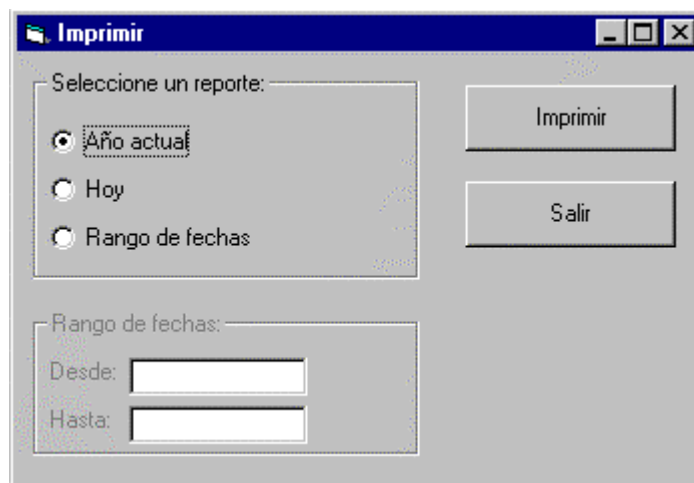 Imprimir
Seleccione un reporte:
Año actual
Hoy
Rango de fechas
Imprimir
Salir
Rango de fechas:
Desde:
Hasta: